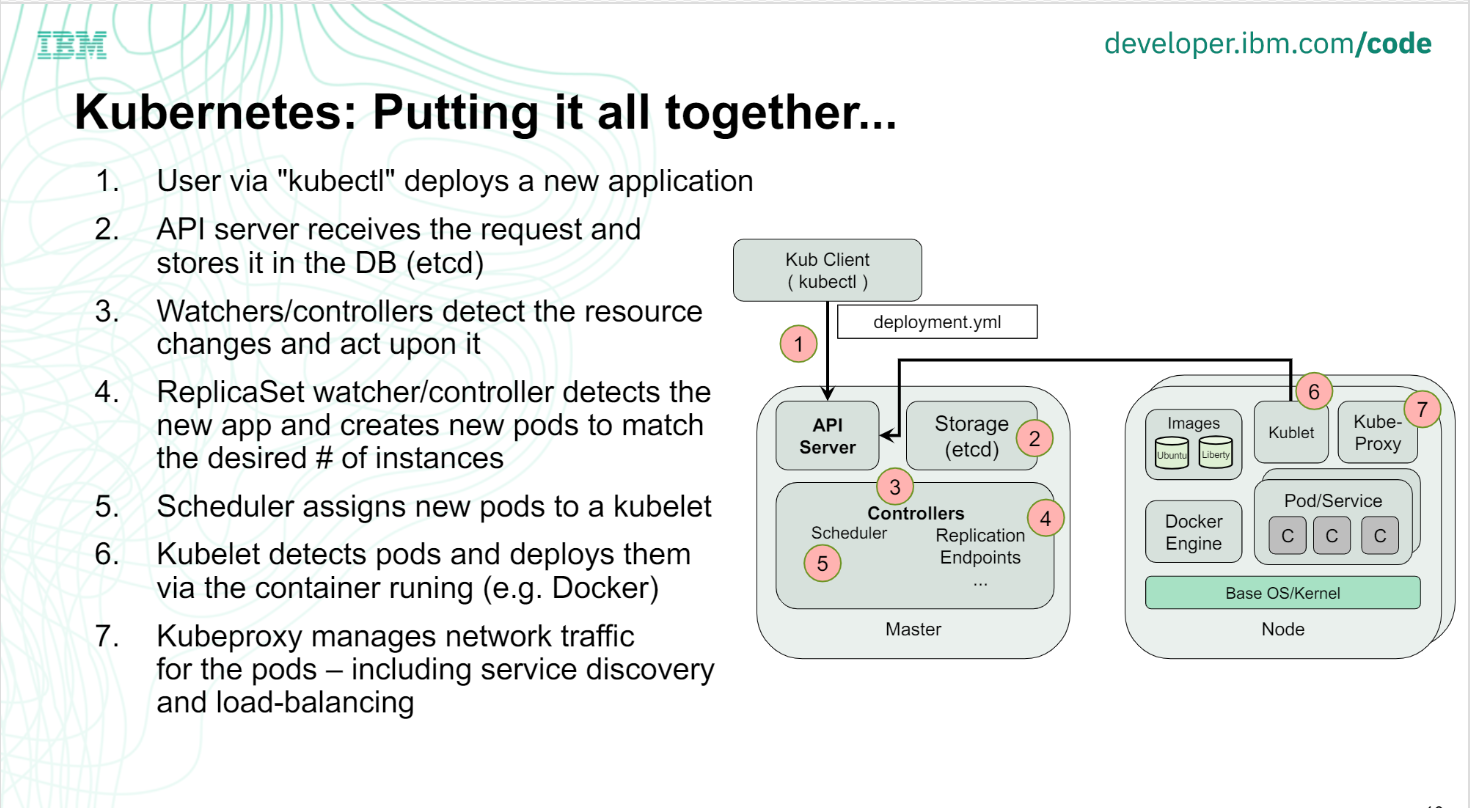 IBM
developer.ibm.com/code
Kubernetes: Putting it all together...
1. User via "kubectl" deploys a new application
2. API server receives the request and
stores it in the DB (etcd)
3. Watchers/controllers detect the resource
changes and act upon it
4. ReplicaSet watcher/controller detects the
new app and creates new pods to match
the desired # of instances
5. Scheduler assigns new pods to a kubelet
6. Kubelet detects pods and deploys them
via the container runing (e.g. Docker)
7. Kubeproxy manages network traffic
for the pods – including service discovery
and load-balancing
Kub Client
( kubectl )
deployment.yml
1
API
Server
Storage
(etcd)
2
3
Controllers
Scheduler
5
Replication
Endpoints
...
4
Master
6
7
Images
Ubuntu
Liberty
Kublet
Kube-
Proxy
Docker
Engine
Pod/Service
C C C
Base OS/Kernel
Node